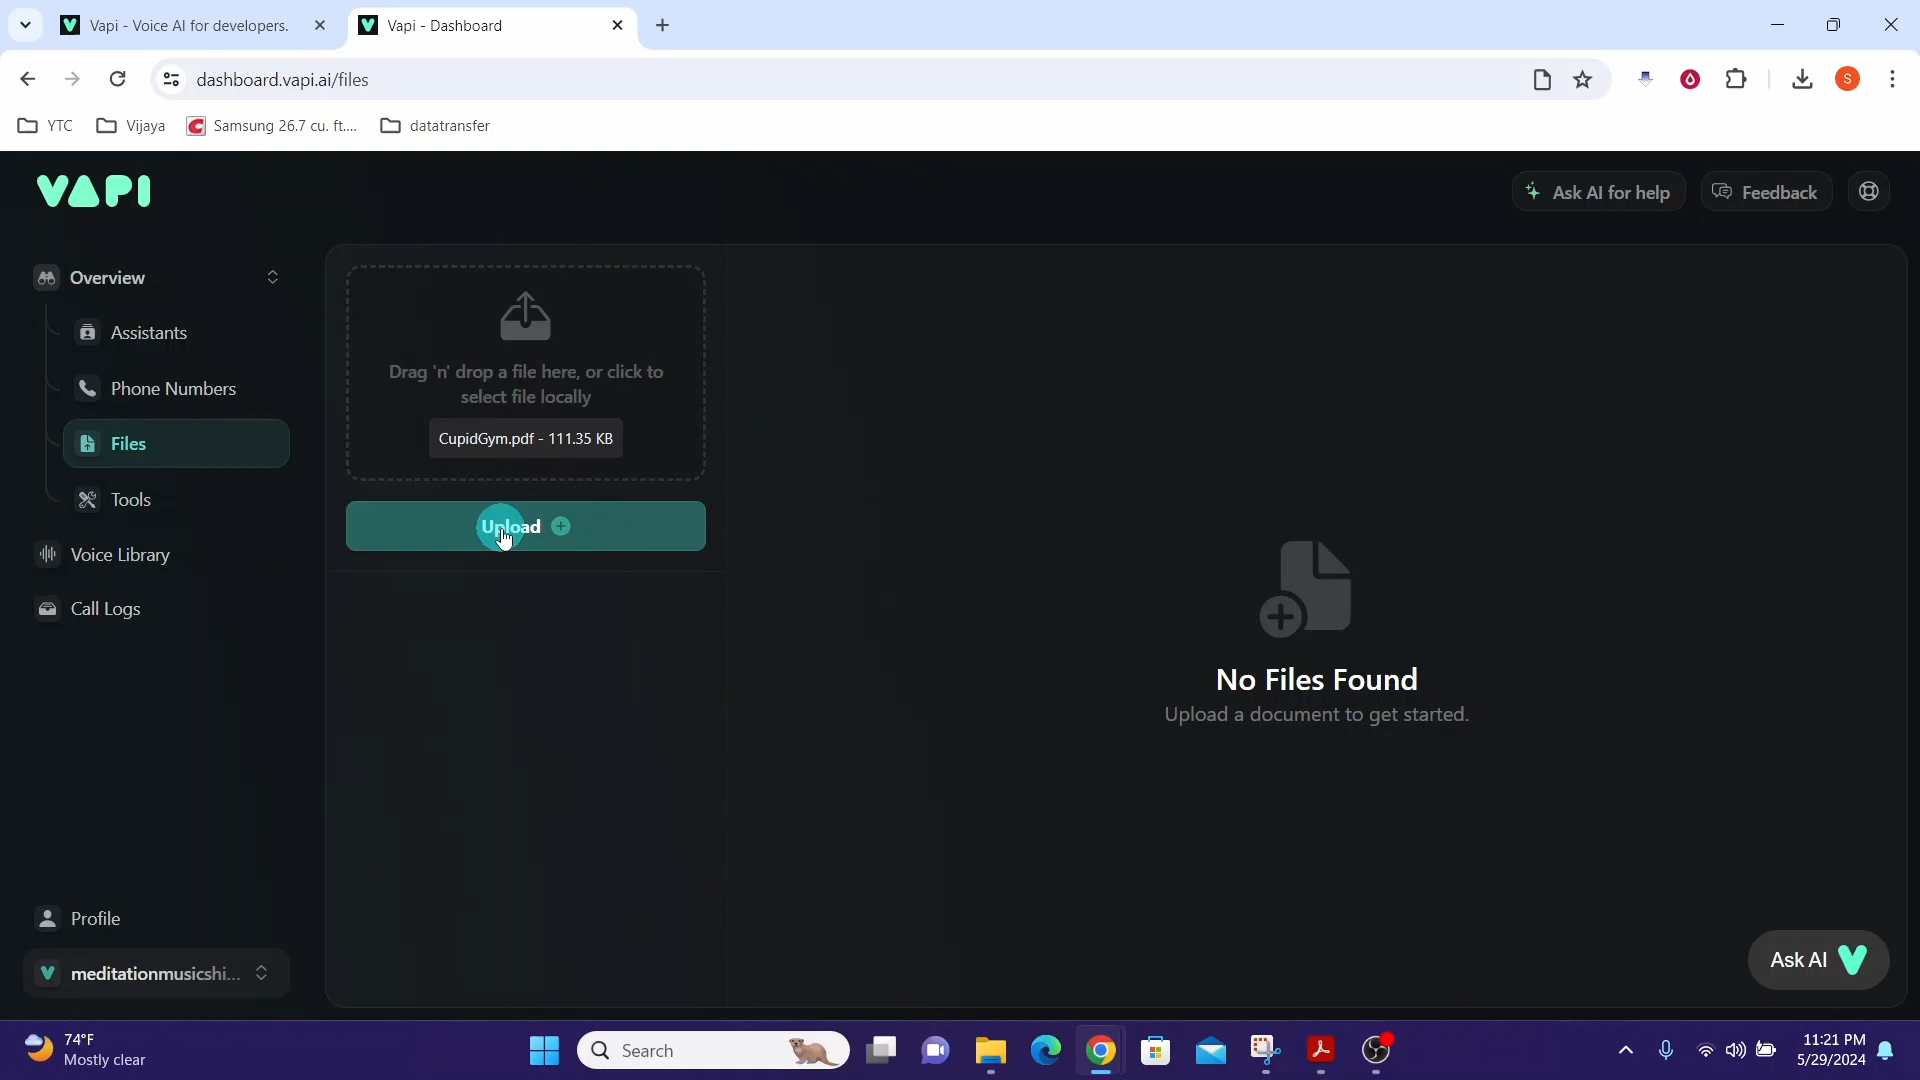 Vapi - Voice AI for developers.
Vapi - Dashboard
dashboard.vapi.ai/files
S
YTC
Vijaya
Samsung 26.7 cu. ft....
datatransfer
VAPI
Ask AI for help
Feedback
Overview
Assistants
Phone Numbers
Files
Tools
Voice Library
Call Logs
Profile
meditationmusicshi...
Drag 'n' drop a file here, or click to
select file locally
CupidGym.pdf - 111.35 KB
Upload
No Files Found
Upload a document to get started.
Ask AI
74°F
Mostly clear
Search
11:21 PM
5/29/2024